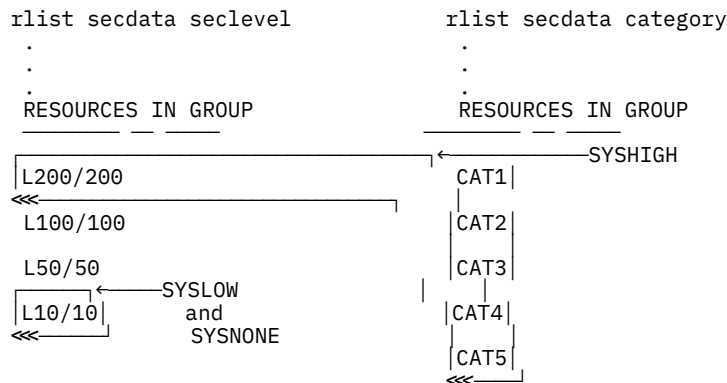 rlist secdata seclevel rlist secdata category
. .
. .
. .
RESOURCES IN GROUP RESOURCES IN GROUP
SYSHIGH
L200/200 CAT1
L100/100 CAT2
L50/50 CAT3
SYSLOW
L10/10 and CAT4
SYSNONE
CAT5